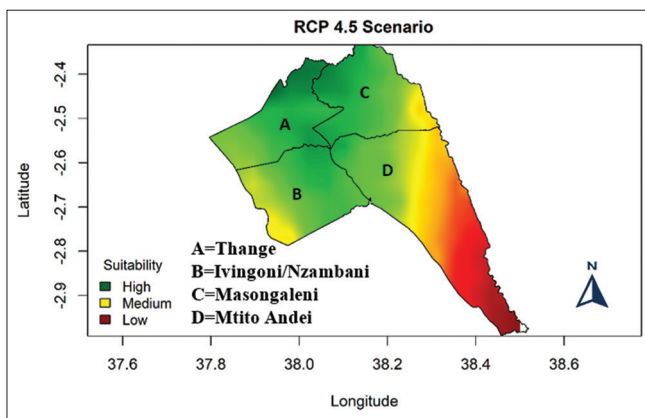 RCP 4.5 Scenario
-2.4
-2.5
-2.6
-2.7
-2.8
-2.9
Latitude
C
A
D
B
Suitability
High
Medium
Low
A=Thange
B=Ivingoni/Nzambani
C=Masongaleni
D=Mtito Andei
N
37.6 37.8 38.0 38.2 38.4 38.6
Longitude